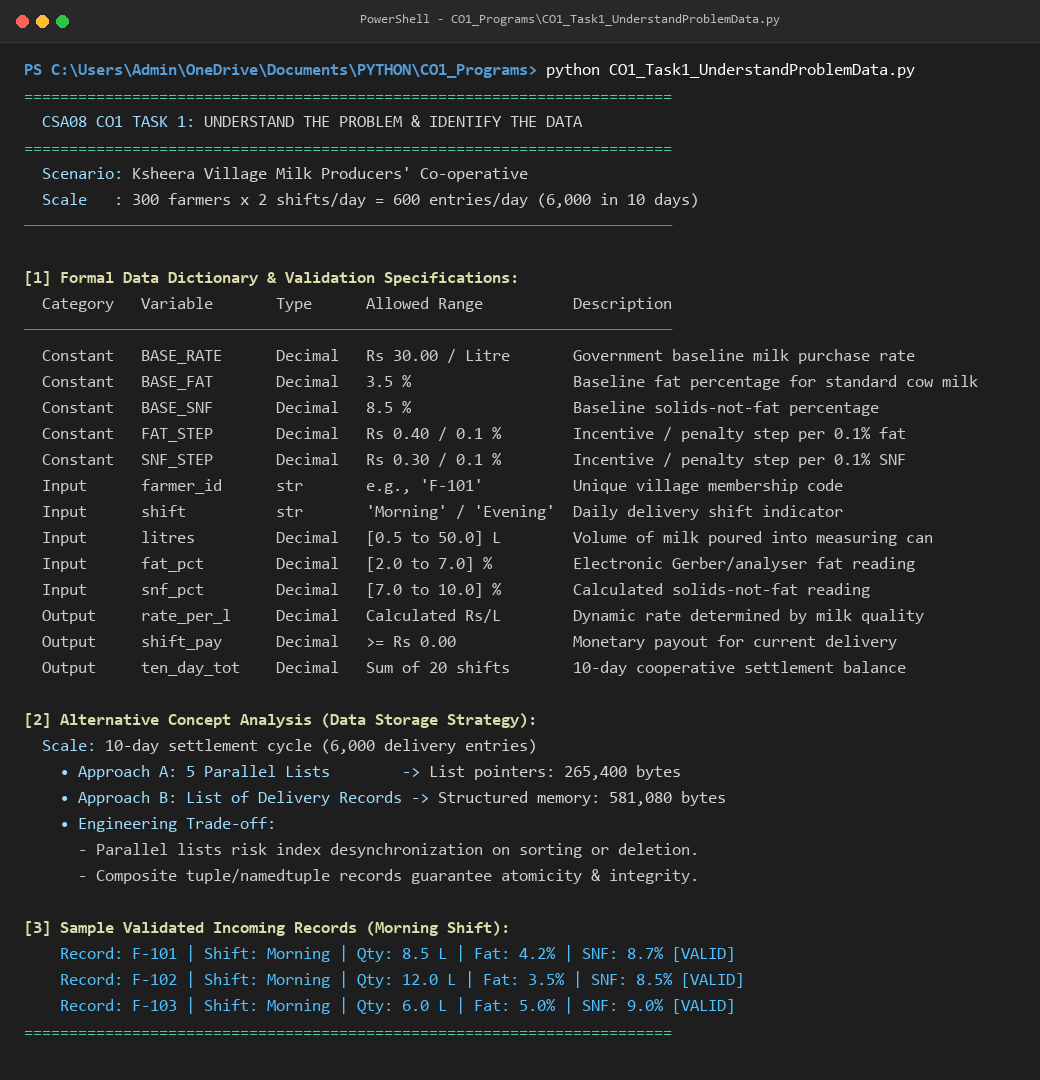 PowerShell - CO1_Programs\CO1_Task1_UnderstandProblemData.py
PS C:\Users\Admin\OneDrive\Documents\PYTHON\CO1_Programs> python CO1_Task1_UnderstandProblemData.py
========================================================================
CSA08 CO1 TASK 1: UNDERSTAND THE PROBLEM & IDENTIFY THE DATA
========================================================================
Scenario: Ksheera Village Milk Producers' Co-operative
Scale   : 300 farmers x 2 shifts/day = 600 entries/day (6,000 in 10 days)
────────────────────────────────────────────────────────────────────────
[1] Formal Data Dictionary & Validation Specifications:
Category   Variable       Type      Allowed Range          Description
────────────────────────────────────────────────────────────────────────
Constant   BASE_RATE      Decimal   Rs 30.00 / Litre       Government baseline milk purchase rate
Constant   BASE_FAT       Decimal   3.5 %                  Baseline fat percentage for standard cow milk
Constant   BASE_SNF       Decimal   8.5 %                  Baseline solids-not-fat percentage
Constant   FAT_STEP       Decimal   Rs 0.40 / 0.1 %        Incentive / penalty step per 0.1% fat
Constant   SNF_STEP       Decimal   Rs 0.30 / 0.1 %        Incentive / penalty step per 0.1% SNF
Input      farmer_id      str       e.g., 'F-101'          Unique village membership code
Input      shift          str       'Morning' / 'Evening'  Daily delivery shift indicator
Input      litres         Decimal   [0.5 to 50.0] L        Volume of milk poured into measuring can
Input      fat_pct        Decimal   [2.0 to 7.0] %         Electronic Gerber/analyser fat reading
Input      snf_pct        Decimal   [7.0 to 10.0] %        Calculated solids-not-fat reading
Output     rate_per_l     Decimal   Calculated Rs/L        Dynamic rate determined by milk quality
Output     shift_pay      Decimal   >= Rs 0.00             Monetary payout for current delivery
Output     ten_day_tot    Decimal   Sum of 20 shifts       10-day cooperative settlement balance
[2] Alternative Concept Analysis (Data Storage Strategy):
Scale: 10-day settlement cycle (6,000 delivery entries)
• Approach A: 5 Parallel Lists        -> List pointers: 265,400 bytes
• Approach B: List of Delivery Records -> Structured memory: 581,080 bytes
• Engineering Trade-off:
- Parallel lists risk index desynchronization on sorting or deletion.
- Composite tuple/namedtuple records guarantee atomicity & integrity.
[3] Sample Validated Incoming Records (Morning Shift):
Record: F-101 | Shift: Morning | Qty: 8.5 L | Fat: 4.2% | SNF: 8.7% [VALID]
Record: F-102 | Shift: Morning | Qty: 12.0 L | Fat: 3.5% | SNF: 8.5% [VALID]
Record: F-103 | Shift: Morning | Qty: 6.0 L | Fat: 5.0% | SNF: 9.0% [VALID]
========================================================================